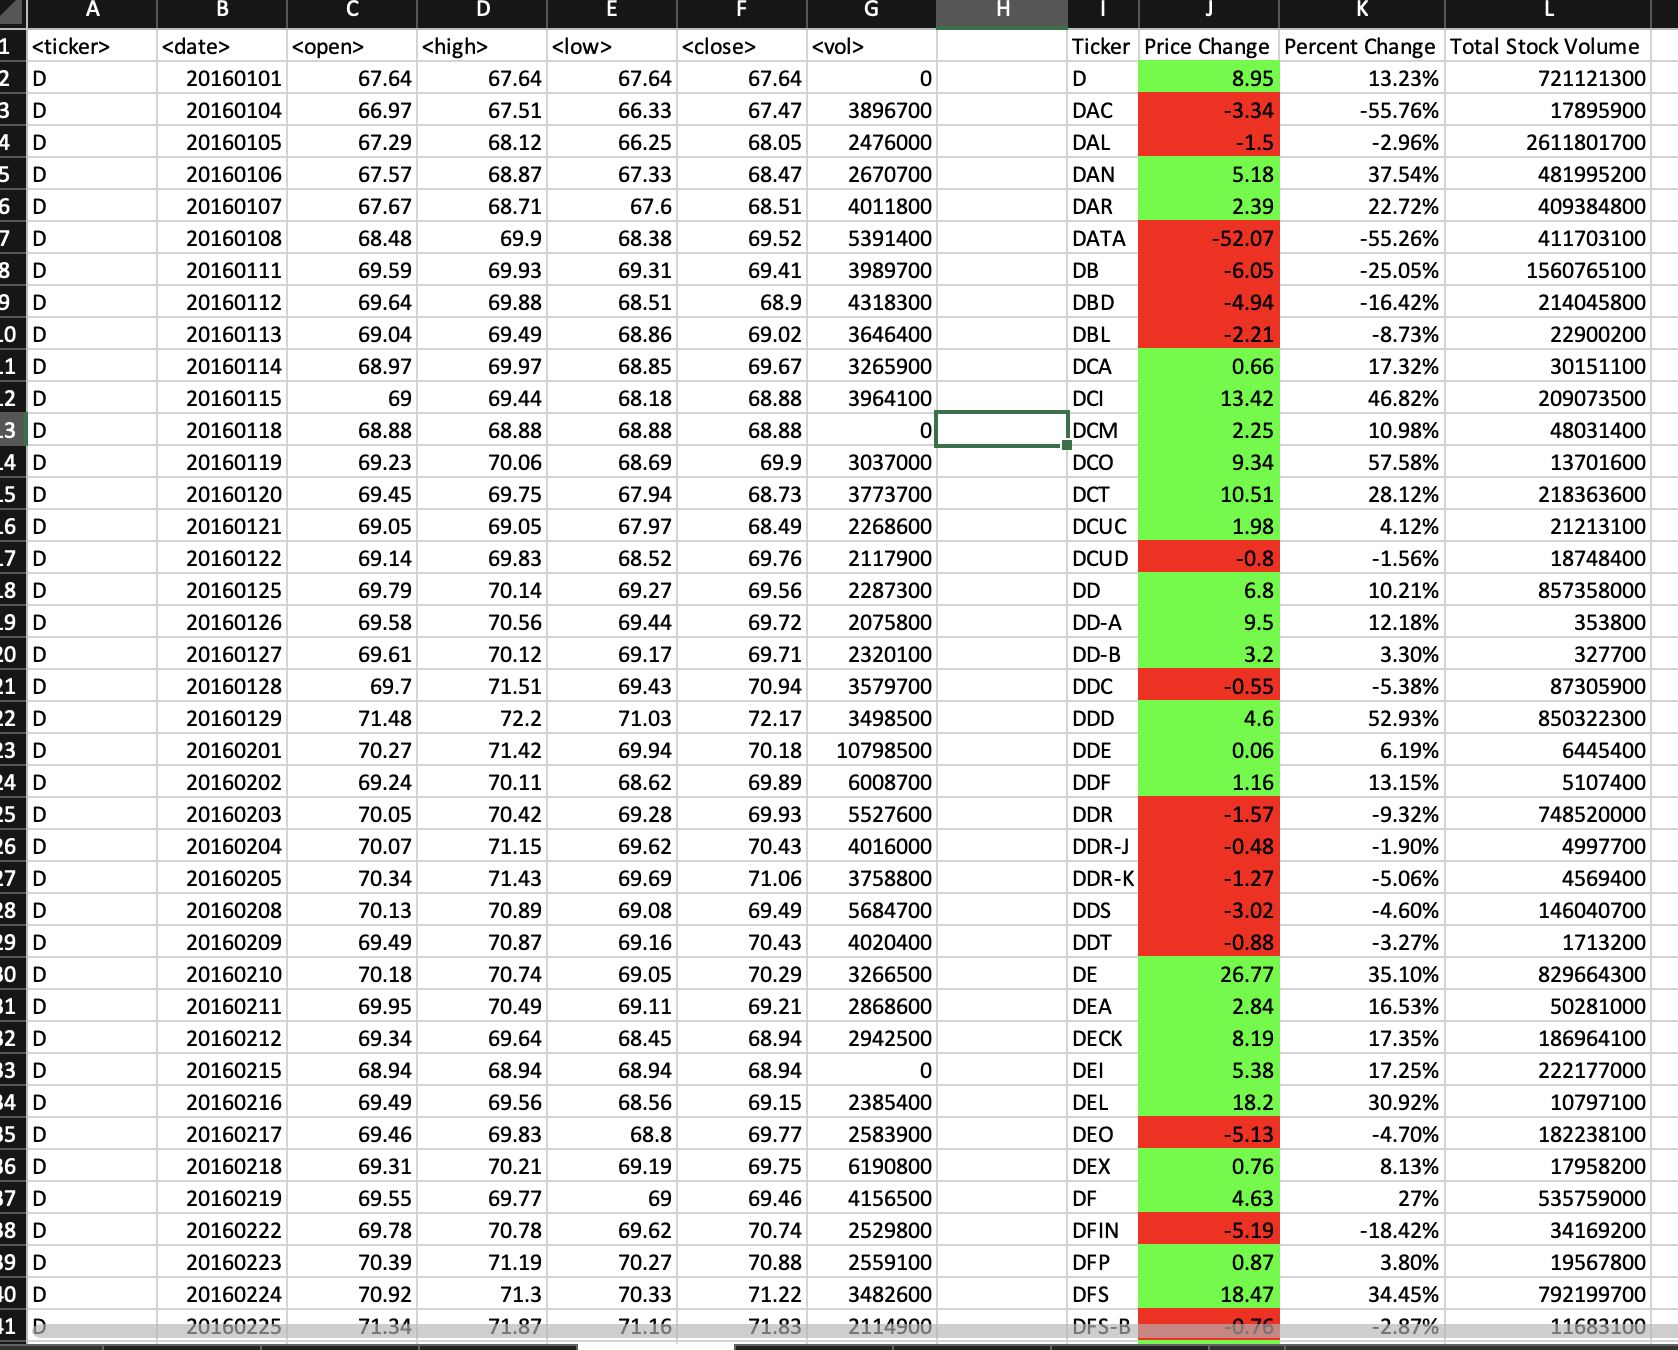 A B C D E F G H I J K L
1 <ticker> <date> <open> <high> <low> <close> <vol> Ticker Price Change Percent Change Total Stock Volume
2 D 20160101 67.64 67.64 67.64 67.64 0 D 8.95 13.23% 721121300
3 D 20160104 66.97 67.51 66.33 67.47 3896700 DAC -3.34 -55.76% 17895900
4 D 20160105 67.29 68.12 66.25 68.05 2476000 DAL -1.5 -2.96% 2611801700
5 D 20160106 67.57 68.87 67.33 68.47 2670700 DAN 5.18 37.54% 481995200
6 D 20160107 67.67 68.71 67.6 68.51 4011800 DAR 2.39 22.72% 409384800
7 D 20160108 68.48 69.9 68.38 69.52 5391400 DATA -52.07 -55.26% 411703100
8 D 20160111 69.59 69.93 69.31 69.41 3989700 DB -6.05 -25.05% 1560765100
9 D 20160112 69.64 69.88 68.51 68.9 4318300 DBD -4.94 -16.42% 214045800
0 D 20160113 69.04 69.49 68.86 69.02 3646400 DBL -2.21 -8.73% 22900200
1 D 20160114 68.97 69.97 68.85 69.67 3265900 DCA 0.66 17.32% 30151100
2 D 20160115 69 69.44 68.18 68.88 3964100 DCI 13.42 46.82% 209073500
3 D 20160118 68.88 68.88 68.88 68.88 0 DCM 2.25 10.98% 48031400
4 D 20160119 69.23 70.06 68.69 69.9 3037000 DCO 9.34 57.58% 13701600
5 D 20160120 69.45 69.75 67.94 68.73 3773700 DCT 10.51 28.12% 218363600
6 D 20160121 69.05 69.05 67.97 68.49 2268600 DCUC 1.98 4.12% 21213100
7 D 20160122 69.14 69.83 68.52 69.76 2117900 DCUD -0.8 -1.56% 18748400
8 D 20160125 69.79 70.14 69.27 69.56 2287300 DD 6.8 10.21% 857358000
9 D 20160126 69.58 70.56 69.44 69.72 2075800 DD-A 9.5 12.18% 353800
20 D 20160127 69.61 70.12 69.17 69.71 2320100 DD-B 3.2 3.30% 327700
21 D 20160128 69.7 71.51 69.43 70.94 3579700 DDC -0.55 -5.38% 87305900
22 D 20160129 71.48 72.2 71.03 72.17 3498500 DDD 4.6 52.93% 850322300
23 D 20160201 70.27 71.42 69.94 70.18 10798500 DDE 0.06 6.19% 6445400
24 D 20160202 69.24 70.11 68.62 69.89 6008700 DDF 1.16 13.15% 5107400
25 D 20160203 70.05 70.42 69.28 69.93 5527600 DDR -1.57 -9.32% 748520000
26 D 20160204 70.07 71.15 69.62 70.43 4016000 DDR-J -0.48 -1.90% 4997700
27 D 20160205 70.34 71.43 69.69 71.06 3758800 DDR-K -1.27 -5.06% 4569400
28 D 20160208 70.13 70.89 69.08 69.49 5684700 DDS -3.02 -4.60% 146040700
29 D 20160209 69.49 70.87 69.16 70.43 4020400 DDT -0.88 -3.27% 1713200
30 D 20160210 70.18 70.74 69.05 70.29 3266500 DE 26.77 35.10% 829664300
31 D 20160211 69.95 70.49 69.11 69.21 2868600 DEA 2.84 16.53% 50281000
32 D 20160212 69.34 69.64 68.45 68.94 2942500 DECK 8.19 17.35% 186964100
33 D 20160215 68.94 68.94 68.94 68.94 0 DEI 5.38 17.25% 222177000
34 D 20160216 69.49 69.56 68.56 69.15 2385400 DEL 18.2 30.92% 10797100
35 D 20160217 69.46 69.83 68.8 69.77 2583900 DEO -5.13 -4.70% 182238100
36 D 20160218 69.31 70.21 69.19 69.75 6190800 DEX 0.76 8.13% 17958200
37 D 20160219 69.55 69.77 69 69.46 4156500 DF 4.63 27% 535759000
38 D 20160222 69.78 70.78 69.62 70.74 2529800 DFIN -5.19 -18.42% 34169200
39 D 20160223 70.39 71.19 70.27 70.88 2559100 DFP 0.87 3.80% 19567800
40 D 20160224 70.92 71.3 70.33 71.22 3482600 DFS 18.47 34.45% 792199700
41 D 20160225 71.34 71.87 71.16 71.83 2114900 DFS-B -0.76 -2.87% 11683100